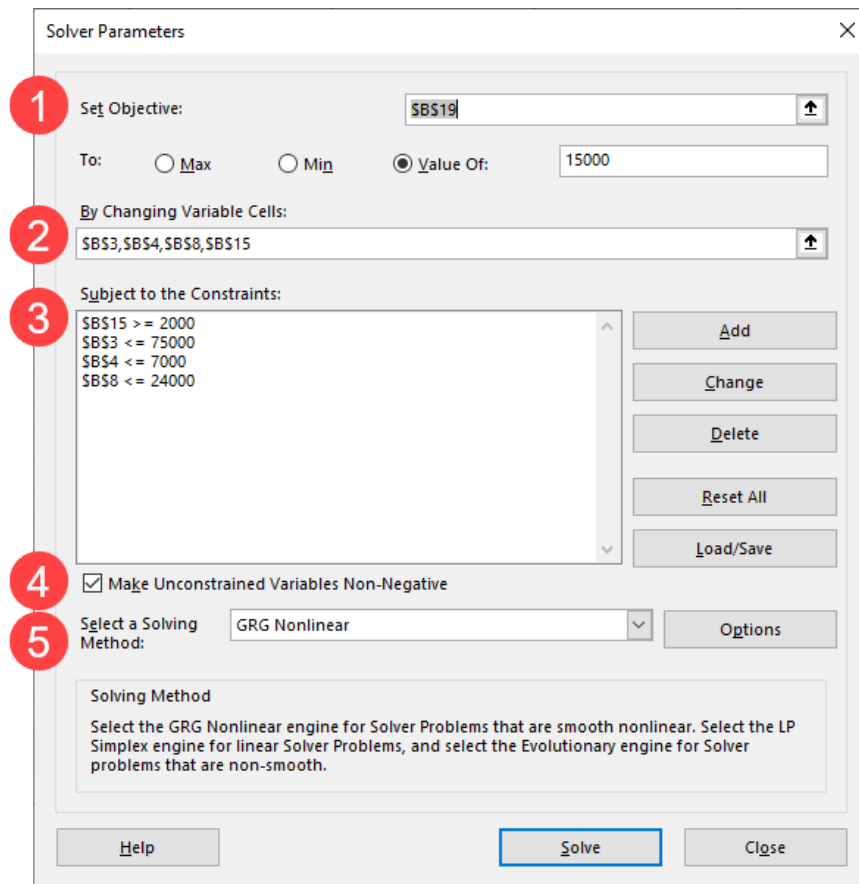 Solver Parameters
1
Set Objective:
$B$19
To:
Max
Min
Value Of:
15000
By Changing Variable Cells:
2
$B$3,$B$4,$B$8,$B$15
Subject to the Constraints:
3
$B$15 >= 2000
$B$3 <= 75000
$B$4 <= 7000
$B$8 <= 24000
Add
Change
Delete
Reset All
Load/Save
4
Make Unconstrained Variables Non-Negative
5
Select a Solving
Method:
GRG Nonlinear
Options
Solving Method
Select the GRG Nonlinear engine for Solver Problems that are smooth nonlinear. Select the LP
Simplex engine for linear Solver Problems, and select the Evolutionary engine for Solver
problems that are non-smooth.
Help
Solve
Close